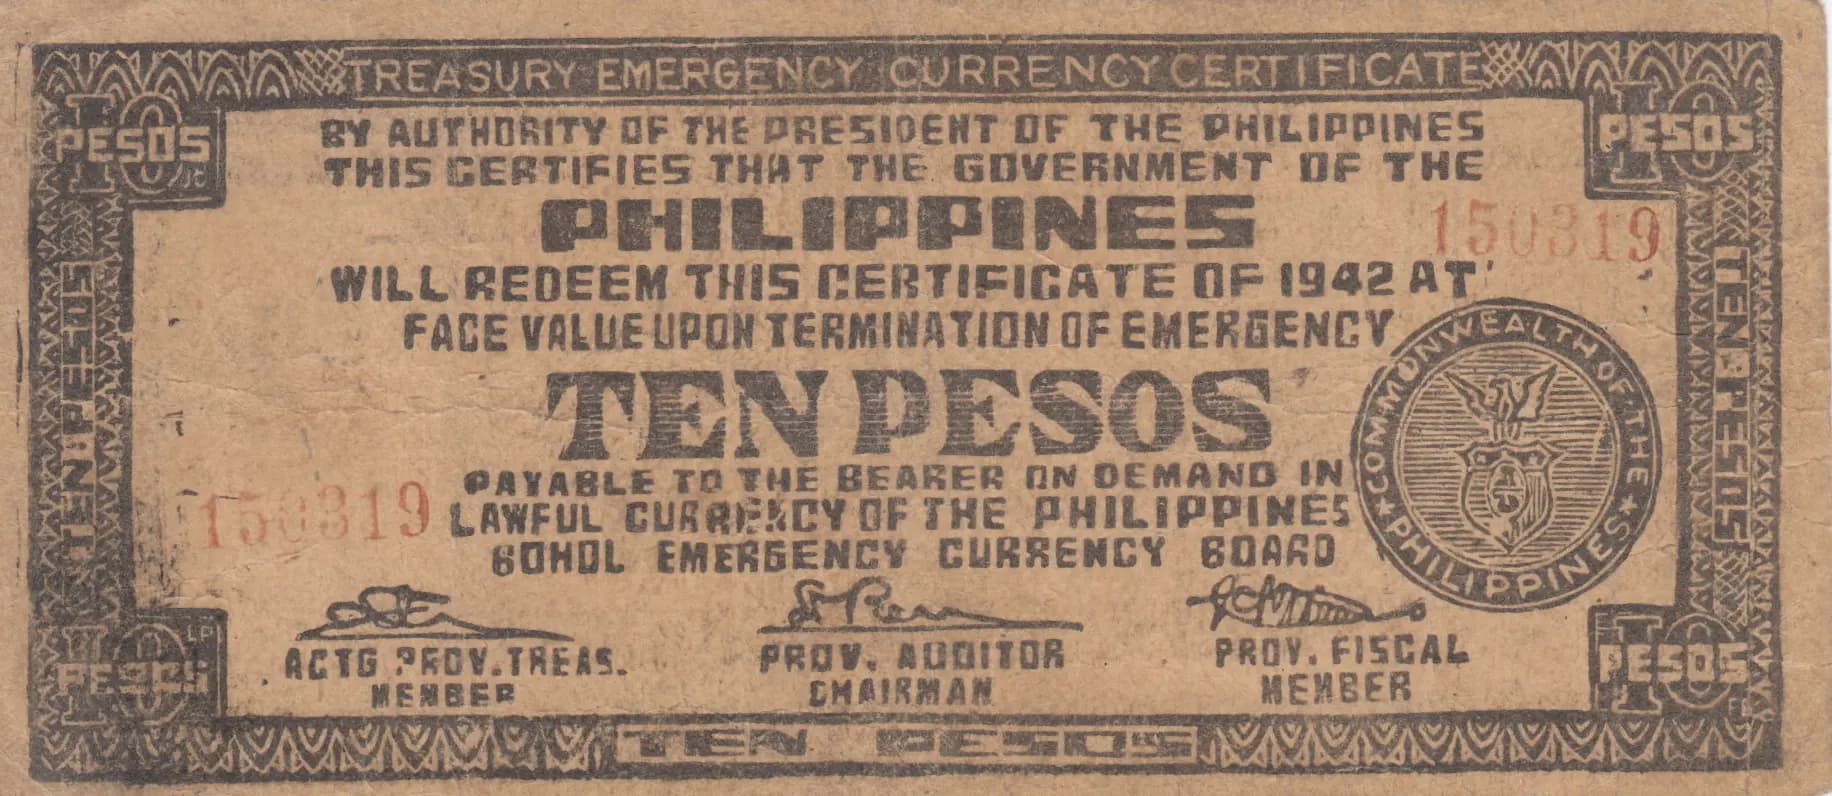 TREASURY EMERGENCY CURRENCY CERTIFICATE
10 PESOS
10 PESOS
BY AUTHORITY OF THE PRESIDENT OF THE PHILIPPINES
THIS CERTIFIES THAT THE GOVERNMENT OF THE
PHILIPPINES
150319
WILL REDEEM THIS CERTIFICATE OF 1942 AT
FACE VALUE UPON TERMINATION OF EMERGENCY
TEN PESOS
TEN PESOS
TEN PESOS
COMMONWEALTH OF THE PHILIPPINES
PAYABLE TO THE BEARER ON DEMAND IN
150319
LAWFUL CURRENCY OF THE PHILIPPINES
BOHOL EMERGENCY CURRENCY BOARD
ACTG PROV. TREAS.
MEMBER
PROV. AUDITOR
CHAIRMAN
PROV. FISCAL
MEMBER
10 PESOS
10 PESOS
TEN PESOS